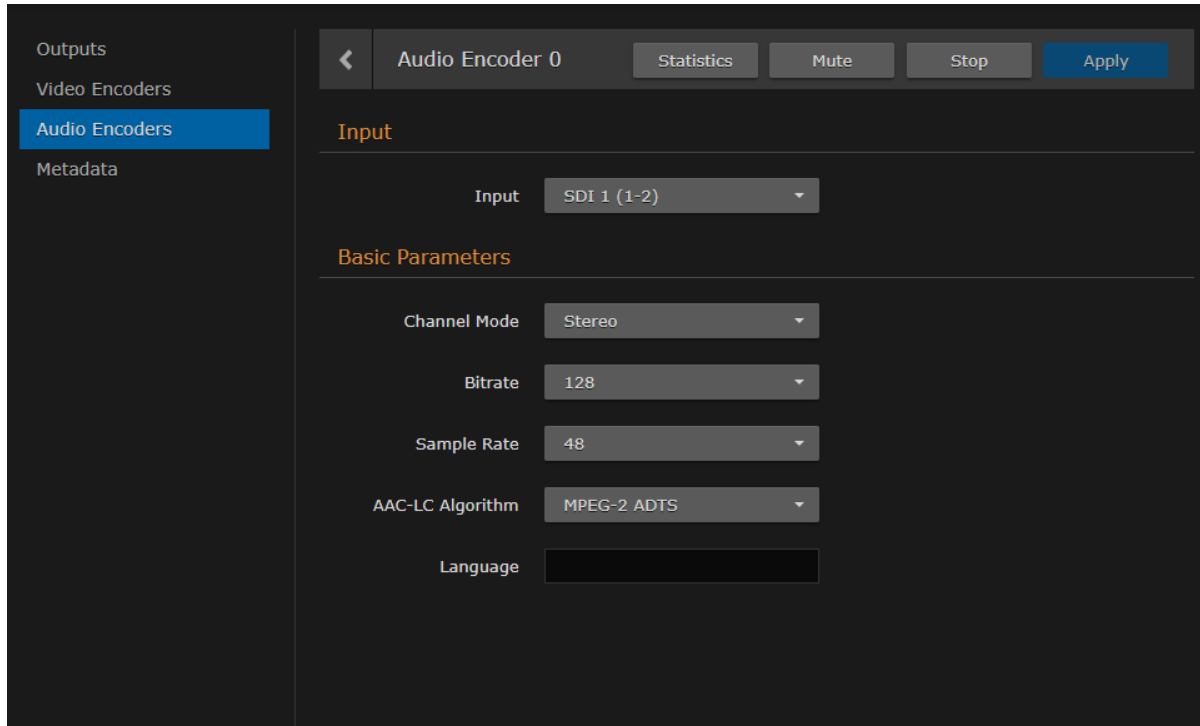 Outputs
Video Encoders
Audio Encoders
Metadata
Audio Encoder 0 Statistics Mute Stop Apply
Input
Input SDI 1 (1-2)
Basic Parameters
Channel Mode Stereo
Bitrate 128
Sample Rate 48
AAC-LC Algorithm MPEG-2 ADTS
Language